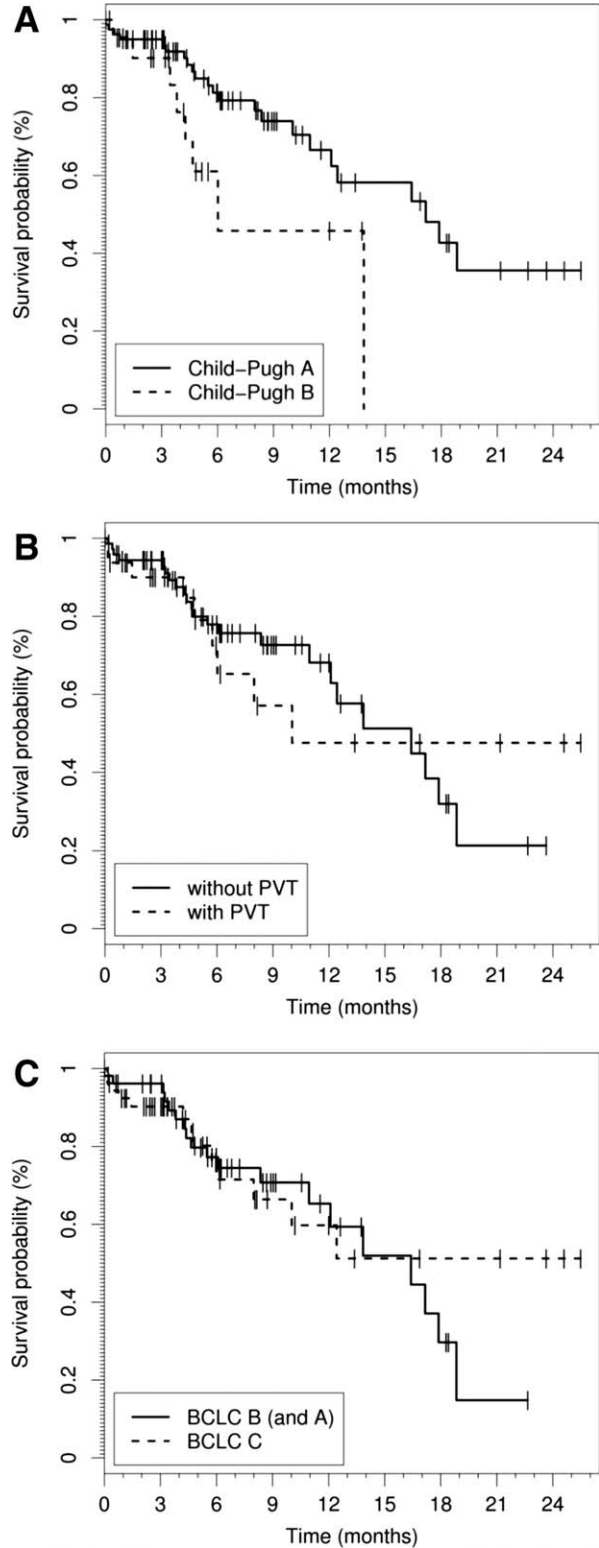 A
Survival probability (%)
1
0.8
0.6
0.4
0.2
0
Child–Pugh A
Child–Pugh B
0 3 6 9 12 15 18 21 24
Time (months)
B
Survival probability (%)
1
0.8
0.6
0.4
0.2
0
without PVT
with PVT
0 3 6 9 12 15 18 21 24
Time (months)
C
Survival probability (%)
1
0.8
0.6
0.4
0.2
0
BCLC B (and A)
BCLC C
0 3 6 9 12 15 18 21 24
Time (months)